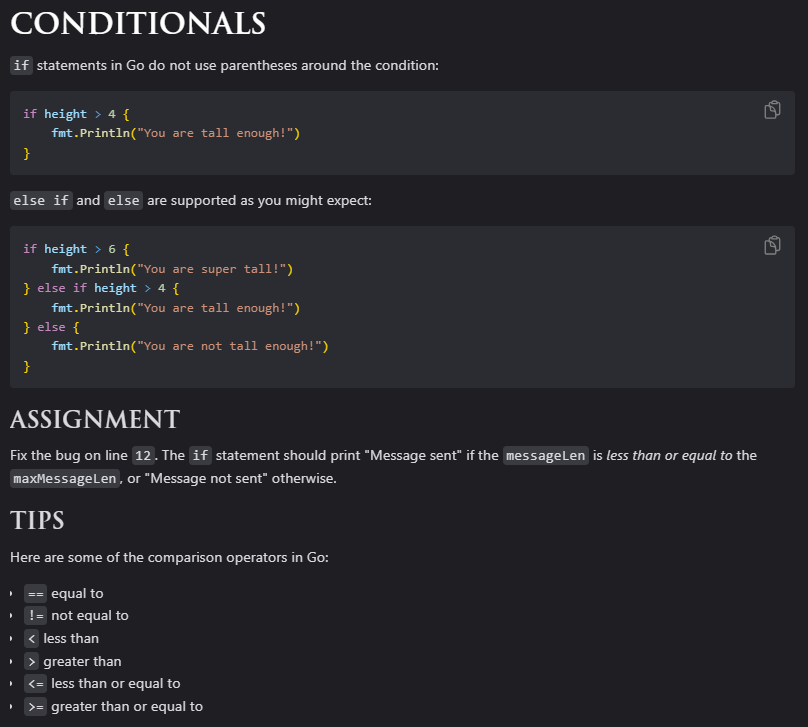 CONDITIONALS
if statements in Go do not use parentheses around the condition:
if height > 4 {
    fmt.Println("You are tall enough!")
}
else if and else are supported as you might expect:
if height > 6 {
    fmt.Println("You are super tall!")
} else if height > 4 {
    fmt.Println("You are tall enough!")
} else {
    fmt.Println("You are not tall enough!")
}
ASSIGNMENT
Fix the bug on line 12. The if statement should print "Message sent" if the messageLen is less than or equal to the
maxMessageLen, or "Message not sent" otherwise.
TIPS
Here are some of the comparison operators in Go:
• == equal to
• != not equal to
• < less than
• > greater than
• <= less than or equal to
• >= greater than or equal to